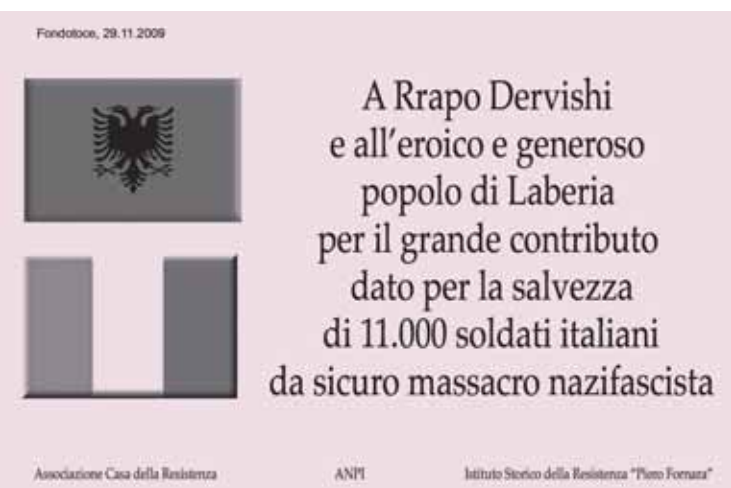 Fondotoce, 29.11.2009
A Rrapo Dervishi
e all'eroico e generoso
popolo di Laberia
per il grande contributo
dato per la salvezza
di 11.000 soldati italiani
da sicuro massacro nazifascista
Associazione Casa della Resistenza ANPI Istituto Storico della Resistenza "Piero Fornara"